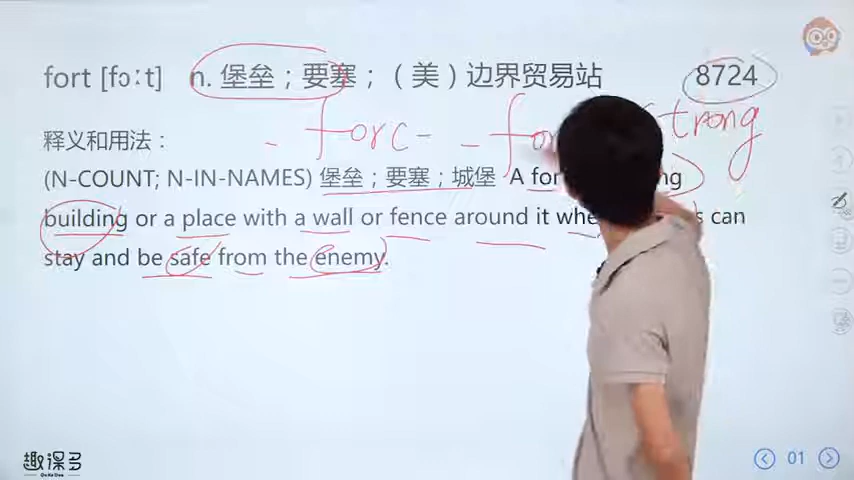 fort [fɔːt] n. 堡垒；要塞；（美）边界贸易站 8724
释义和用法：
- forc- - for strong
(N-COUNT; N-IN-NAMES) 堡垒；要塞；城堡 A
building or a place with a wall or fence around it can
stay and be safe from the enemy.
趣课多
01